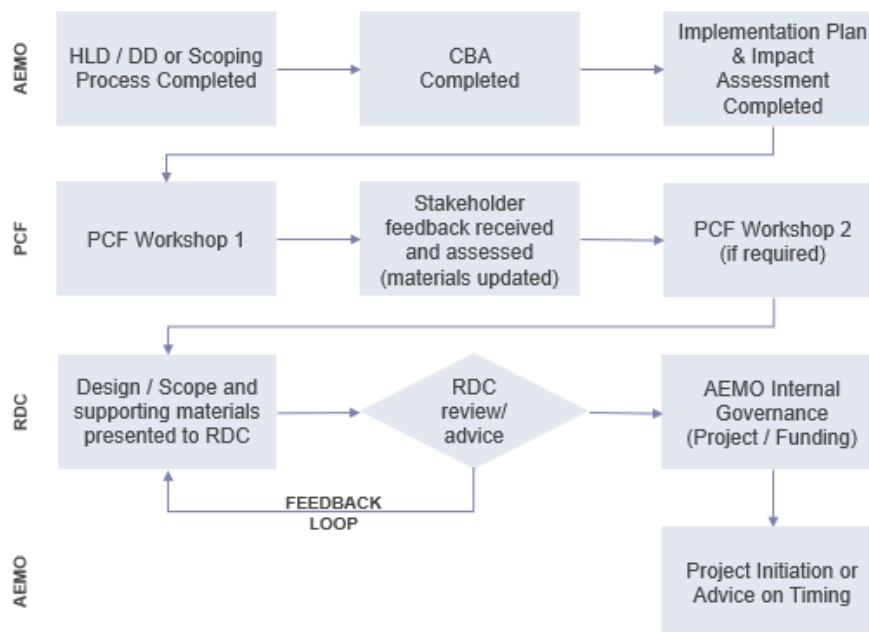 AEMO
HLD / DD or Scoping
Process Completed
CBA
Completed
Implementation Plan
& Impact
Assessment
Completed
PCF
PCF Workshop 1
Stakeholder
feedback received
and assessed
(materials updated)
PCF Workshop 2
(if required)
RDC
Design / Scope and
supporting materials
presented to RDC
RDC
review/
advice
AEMO Internal
Governance
(Project / Funding)
FEEDBACK
LOOP
AEMO
Project Initiation or
Advice on Timing